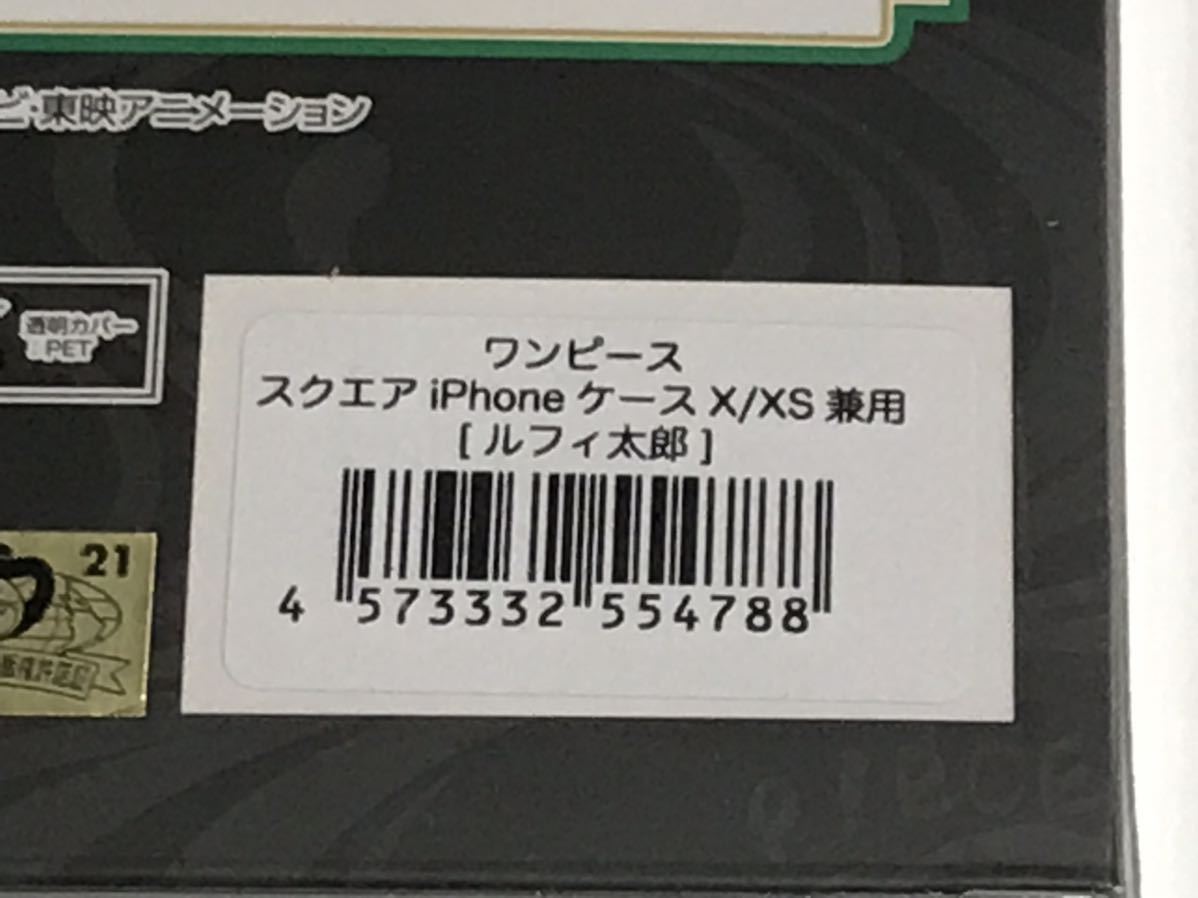 ビ・東映アニメーション
透明カバー
: PET
ワンピース
スクエア iPhone ケース X/XS 兼用
[ ルフィ太郎 ]
4 573332 554788
21